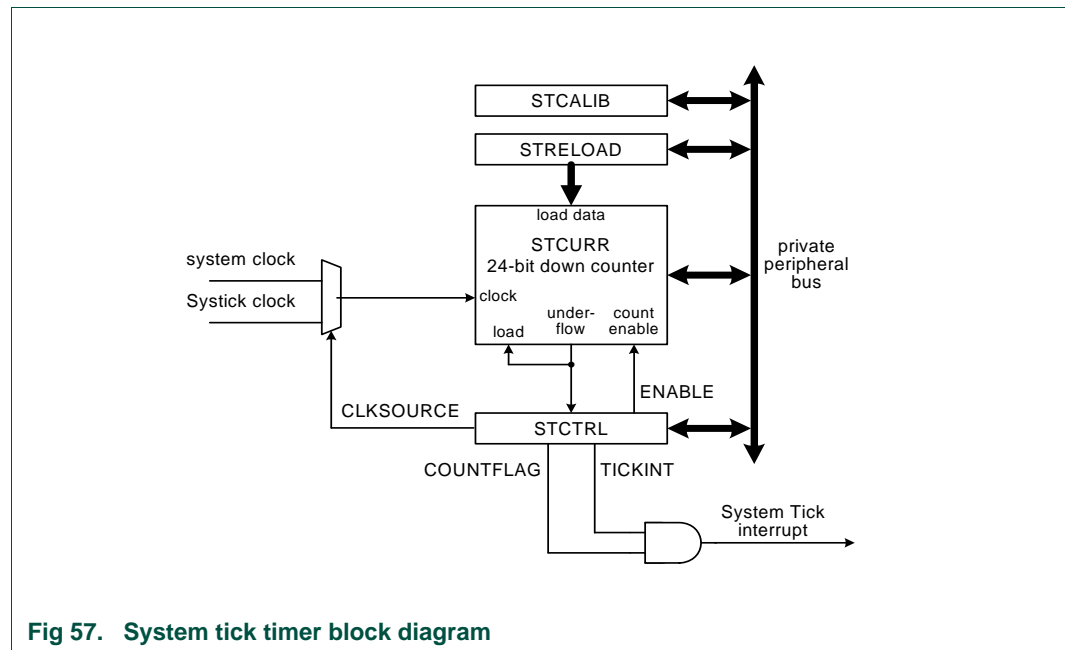 STCALIB
STRELOAD
load data
STCURR
24-bit down counter
private
peripheral
bus
system clock
Systick clock
clock
under-
flow
count
enable
load
ENABLE
CLKSOURCE
STCTRL
COUNTFLAG
TICKINT
System Tick
interrupt
Fig 57. System tick timer block diagram